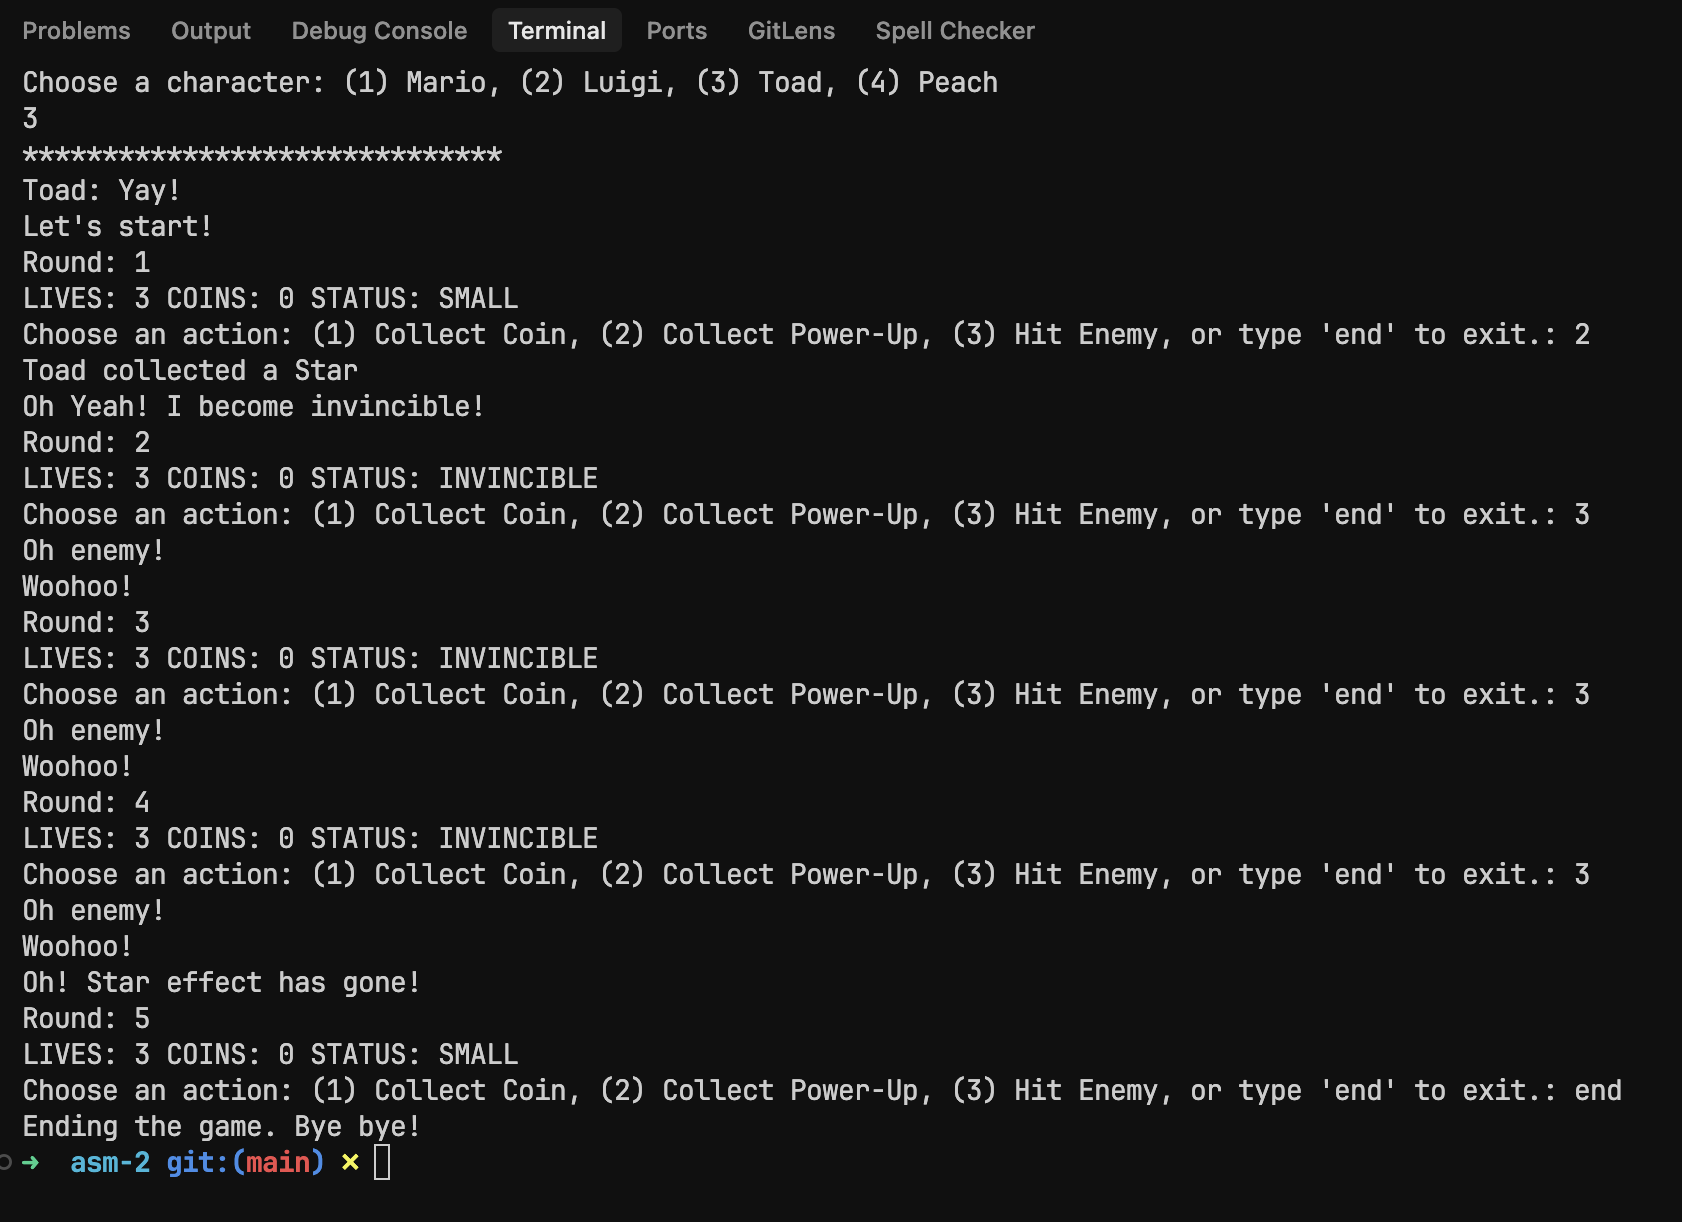 Problems Output Debug Console Terminal Ports GitLens Spell Checker
Choose a character: (1) Mario, (2) Luigi, (3) Toad, (4) Peach
3
******************************
Toad: Yay!
Let's start!
Round: 1
LIVES: 3 COINS: 0 STATUS: SMALL
Choose an action: (1) Collect Coin, (2) Collect Power-Up, (3) Hit Enemy, or type 'end' to exit.: 2
Toad collected a Star
Oh Yeah! I become invincible!
Round: 2
LIVES: 3 COINS: 0 STATUS: INVINCIBLE
Choose an action: (1) Collect Coin, (2) Collect Power-Up, (3) Hit Enemy, or type 'end' to exit.: 3
Oh enemy!
Woohoo!
Round: 3
LIVES: 3 COINS: 0 STATUS: INVINCIBLE
Choose an action: (1) Collect Coin, (2) Collect Power-Up, (3) Hit Enemy, or type 'end' to exit.: 3
Oh enemy!
Woohoo!
Round: 4
LIVES: 3 COINS: 0 STATUS: INVINCIBLE
Choose an action: (1) Collect Coin, (2) Collect Power-Up, (3) Hit Enemy, or type 'end' to exit.: 3
Oh enemy!
Woohoo!
Oh! Star effect has gone!
Round: 5
LIVES: 3 COINS: 0 STATUS: SMALL
Choose an action: (1) Collect Coin, (2) Collect Power-Up, (3) Hit Enemy, or type 'end' to exit.: end
Ending the game. Bye bye!
➜ asm-2 git:(main) ✗